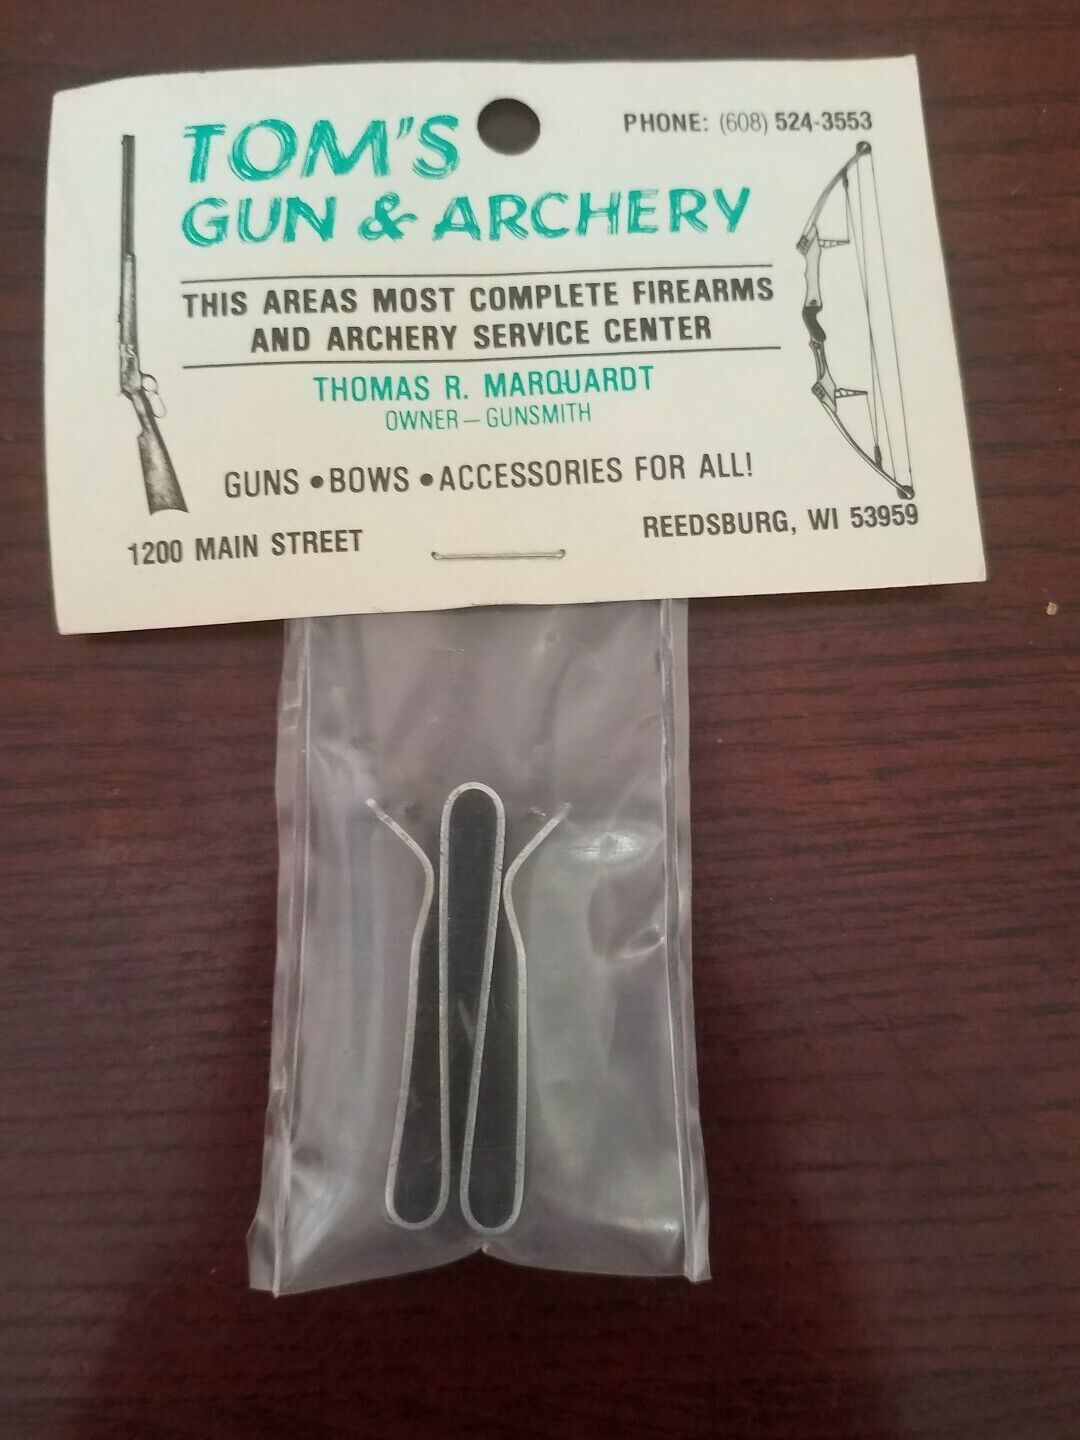 TOM'S
GUN & ARCHERY
PHONE: (608) 524-3553
THIS AREAS MOST COMPLETE FIREARMS
AND ARCHERY SERVICE CENTER
THOMAS R. MARQUARDT
OWNER — GUNSMITH
GUNS • BOWS • ACCESSORIES FOR ALL!
1200 MAIN STREET
REEDSBURG, WI 53959